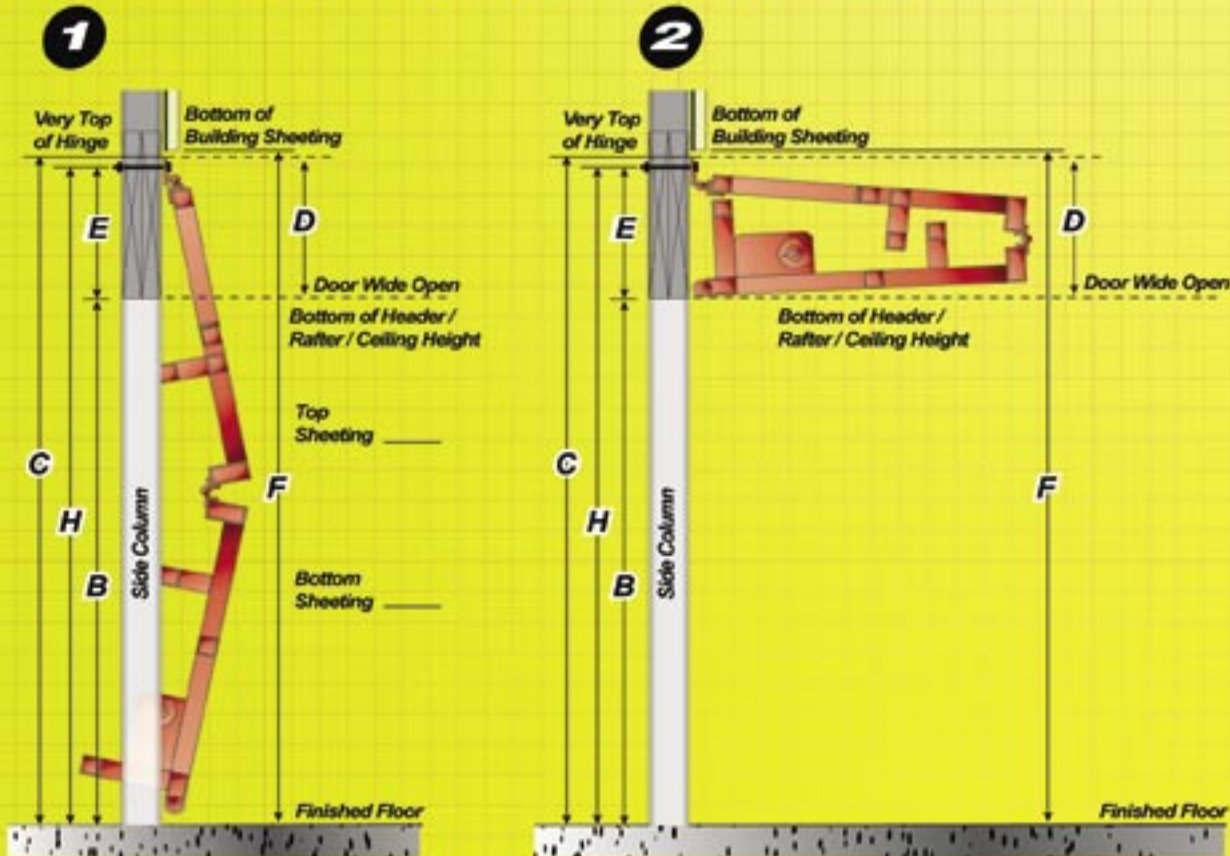 1
Very Top
of Hinge
Bottom of
Building Sheeting
E
D
Door Wide Open
Bottom of Header /
Rafter / Ceiling Height
Top
Sheeting ____
C
F
H
Side Column
B
Bottom
Sheeting ____
Finished Floor
2
Very Top
of Hinge
Bottom of
Building Sheeting
E
D
Door Wide Open
Bottom of Header /
Rafter / Ceiling Height
C
F
H
Side Column
B
Finished Floor